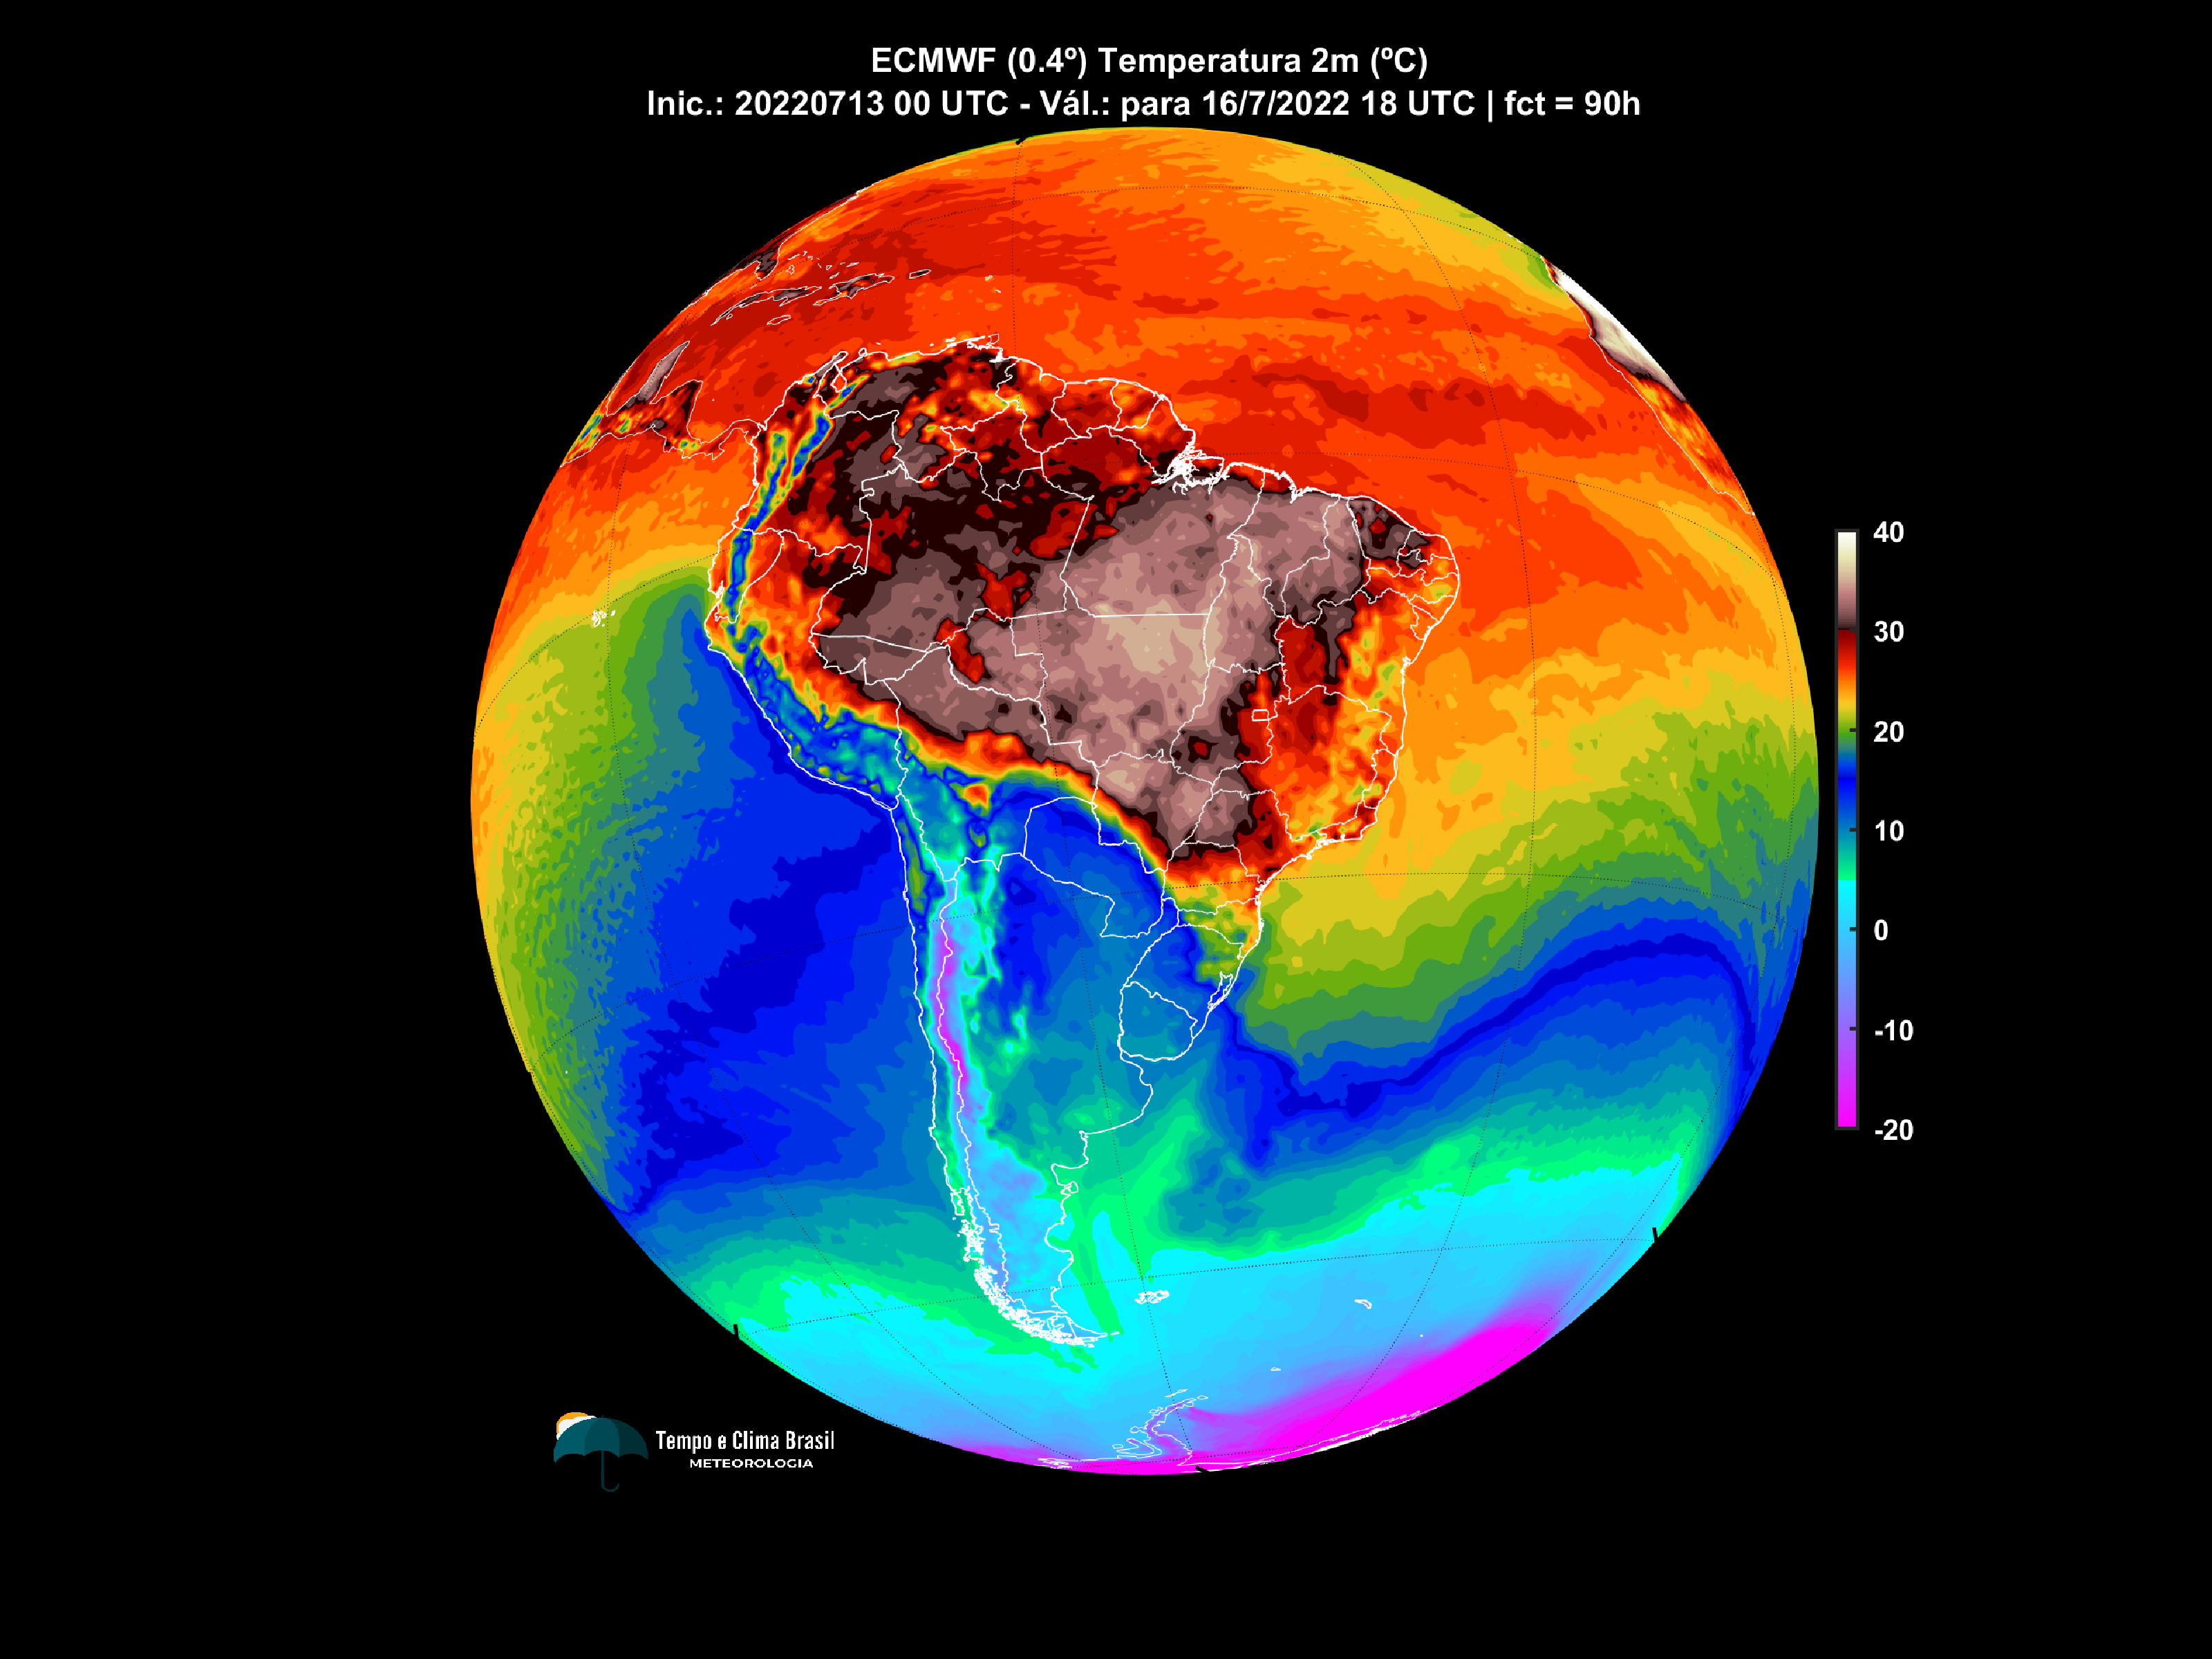 ECMWF (0.4º) Temperatura 2m (ºC)
Inic.: 20220713 00 UTC - Vál.: para 16/7/2022 18 UTC | fct = 90h
40
30
20
10
0
-10
-20
Tempo e Clima Brasil
METEOROLOGIA